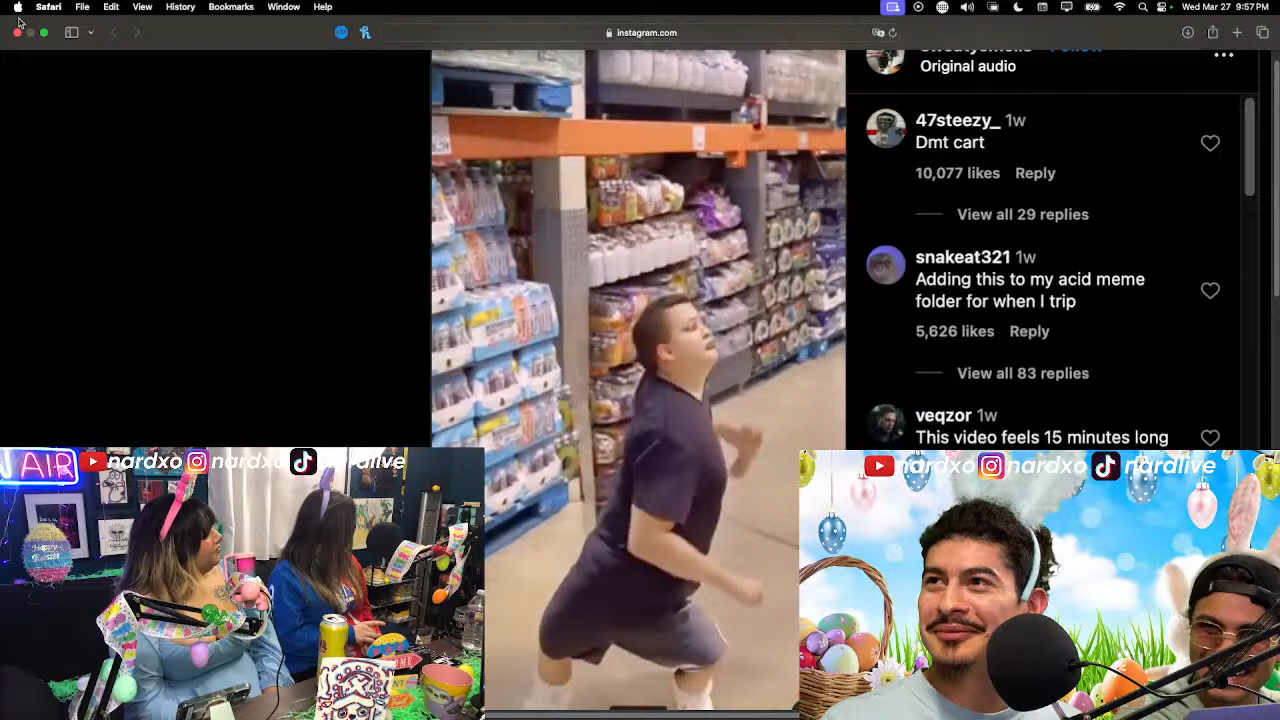 Safari File Edit View History Bookmarks Window Help
Wed Mar 27 9:57 PM
instagram.com
Original audio
47steezy_ 1w
Dmt cart
10,077 likes Reply
View all 29 replies
snakeat321 1w
Adding this to my acid meme
folder for when I trip
5,626 likes Reply
View all 83 replies
veqzor 1w
This video feels 15 minutes long
AIR
nardxo nardxo nardlive
nardxo nardxo nardlive